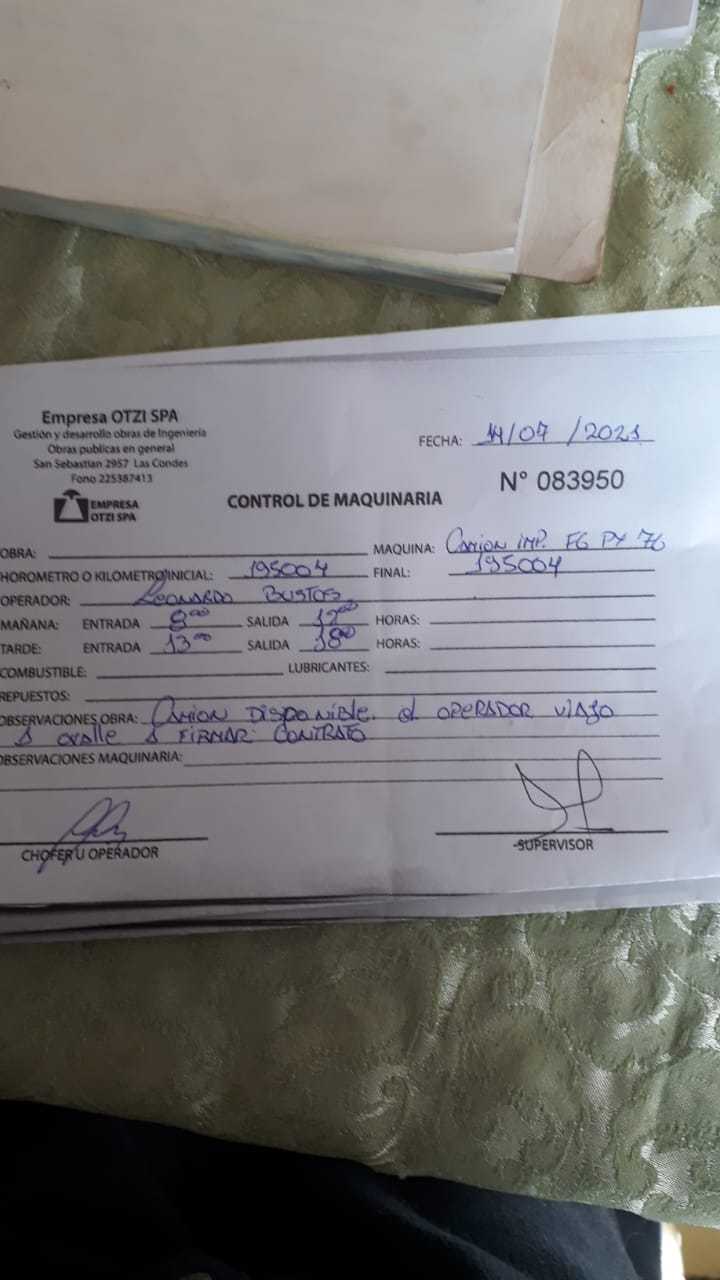 Empresa OTZI SPA
Gestión y desarrollo obras de Ingeniería
Obras publicas en general
San Sebastian 2957 Las Condes
Fono 225387413
EMPRESA
OTZI SPA
FECHA: 14/07/2021
CONTROL DE MAQUINARIA
N° 083950
OBRA: MAQUINA: Camion imp. FG PX 76
HOROMETRO O KILOMETRO INICIAL: 195004 FINAL: 195004
OPERADOR: Leonardo Bustos
MAÑANA: ENTRADA 8:00 SALIDA 12:00 HORAS:
TARDE: ENTRADA 13:00 SALIDA 18:00 HORAS:
COMBUSTIBLE: LUBRICANTES:
REPUESTOS:
OBSERVACIONES OBRA: Camion Disponible. el OPERADOR viajo
A ovalle A FIRMAR CONTRATO
OBSERVACIONES MAQUINARIA:
CHOFER U OPERADOR
-SUPERVISOR